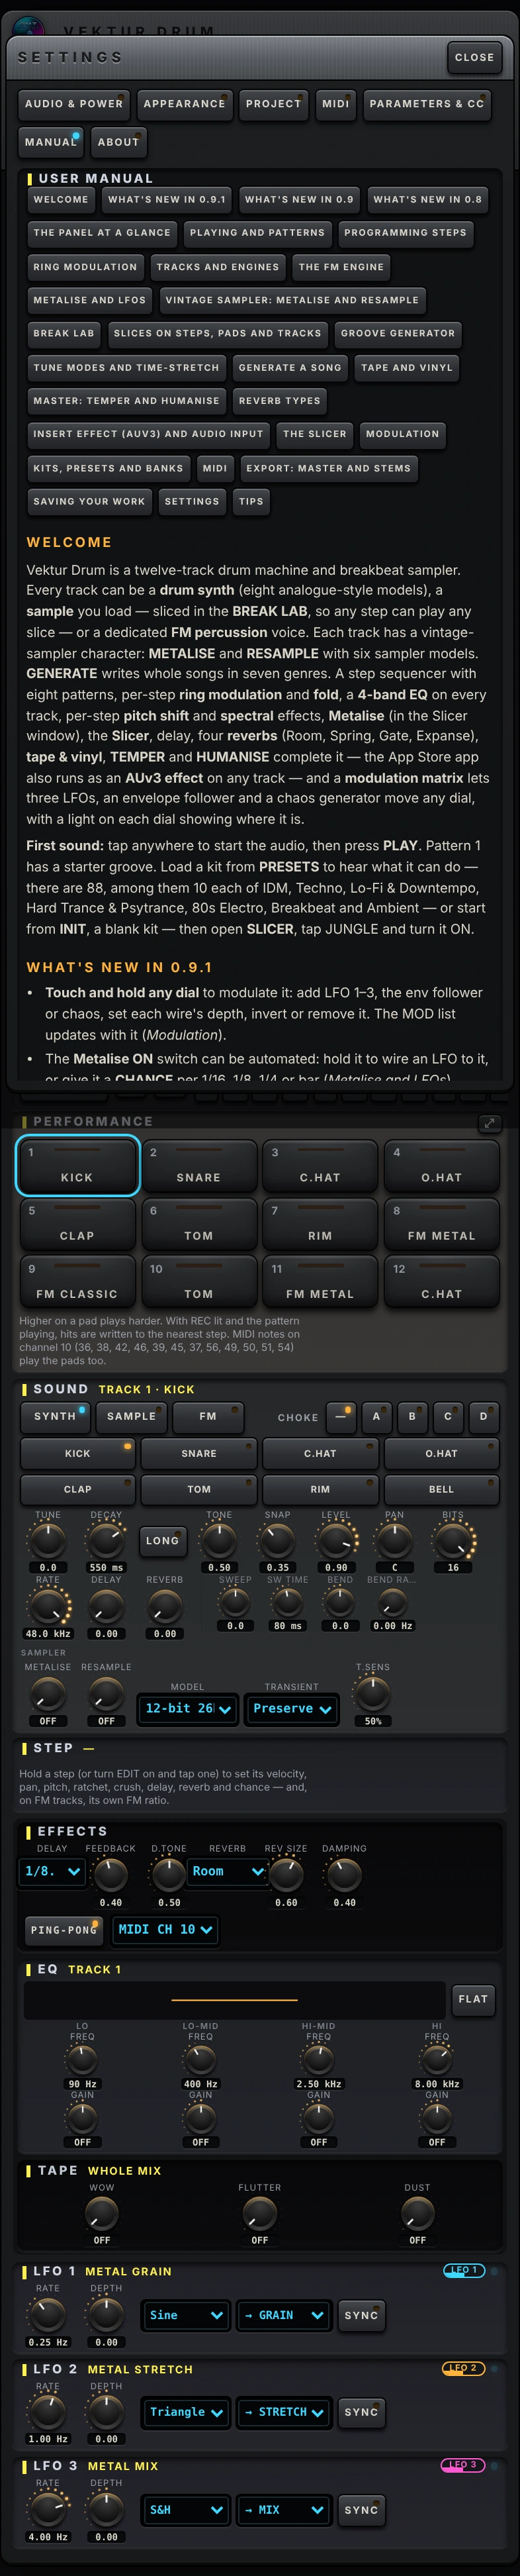 VEKTUR DRUM
SETTINGS
CLOSE
AUDIO & POWER APPEARANCE PROJECT MIDI PARAMETERS & CC
MANUAL ABOUT
USER MANUAL
WELCOME WHAT'S NEW IN 0.9.1 WHAT'S NEW IN 0.9 WHAT'S NEW IN 0.8
THE PANEL AT A GLANCE PLAYING AND PATTERNS PROGRAMMING STEPS
RING MODULATION TRACKS AND ENGINES THE FM ENGINE
METALISE AND LFOS VINTAGE SAMPLER: METALISE AND RESAMPLE
BREAK LAB SLICES ON STEPS, PADS AND TRACKS GROOVE GENERATOR
TUNE MODES AND TIME-STRETCH GENERATE A SONG TAPE AND VINYL
MASTER: TEMPER AND HUMANISE REVERB TYPES
INSERT EFFECT (AUV3) AND AUDIO INPUT THE SLICER MODULATION
KITS, PRESETS AND BANKS MIDI EXPORT: MASTER AND STEMS
SAVING YOUR WORK SETTINGS TIPS
WELCOME
Vektur Drum is a twelve-track drum machine and breakbeat sampler.
Every track can be a drum synth (eight analogue-style models), a
sample you load — sliced in the BREAK LAB, so any step can play any
slice — or a dedicated FM percussion voice. Each track has a vintage-
sampler character: METALISE and RESAMPLE with six sampler models.
GENERATE writes whole songs in seven genres. A step sequencer with
eight patterns, per-step ring modulation and fold, a 4-band EQ on every
track, per-step pitch shift and spectral effects, Metalise (in the Slicer
window), the Slicer, delay, four reverbs (Room, Spring, Gate, Expanse),
tape & vinyl, TEMPER and HUMANISE complete it — the App Store app
also runs as an AUv3 effect on any track — and a modulation matrix lets
three LFOs, an envelope follower and a chaos generator move any dial,
with a light on each dial showing where it is.
First sound: tap anywhere to start the audio, then press PLAY. Pattern 1
has a starter groove. Load a kit from PRESETS to hear what it can do —
there are 88, among them 10 each of IDM, Techno, Lo-Fi & Downtempo,
Hard Trance & Psytrance, 80s Electro, Breakbeat and Ambient — or start
from INIT, a blank kit — then open SLICER, tap JUNGLE and turn it ON.
WHAT'S NEW IN 0.9.1
• Touch and hold any dial to modulate it: add LFO 1–3, the env follower
or chaos, set each wire's depth, invert or remove it. The MOD list
updates with it (Modulation).
• The Metalise ON switch can be automated: hold it to wire an LFO to it,
or give it a CHANCE per 1/16, 1/8, 1/4 or bar (Metalise and LFOs)
PERFORMANCE
1 2 3 4
KICK SNARE C.HAT O.HAT
5 6 7 8
CLAP TOM RIM FM METAL
9 10 11 12
FM CLASSIC TOM FM METAL C.HAT
Higher on a pad plays harder. With REC lit and the pattern
playing, hits are written to the nearest step. MIDI notes on
channel 10 (36, 38, 42, 46, 39, 45, 37, 56, 49, 50, 51, 54)
play the pads too.
SOUND TRACK 1 · KICK
SYNTH SAMPLE FM CHOKE — A B C D
KICK SNARE C.HAT O.HAT
CLAP TOM RIM BELL
TUNE DECAY TONE SNAP LEVEL PAN BITS
LONG
0.0 550 ms 0.50 0.35 0.90 C 16
RATE DELAY REVERB SWEEP SW TIME BEND BEND RA...
48.0 kHz 0.00 0.00 0.0 80 ms 0.0 0.00 Hz
SAMPLER
METALISE RESAMPLE MODEL TRANSIENT T.SENS
12-bit 26 Preserve
OFF OFF 50%
STEP —
Hold a step (or turn EDIT on and tap one) to set its velocity,
pan, pitch, ratchet, crush, delay, reverb and chance — and,
on FM tracks, its own FM ratio.
EFFECTS
DELAY FEEDBACK D.TONE REVERB REV SIZE DAMPING
1/8. Room
0.40 0.50 0.60 0.40
PING-PONG MIDI CH 10
EQ TRACK 1
FLAT
LO LO-MID HI-MID HI
FREQ FREQ FREQ FREQ
90 Hz 400 Hz 2.50 kHz 8.00 kHz
GAIN GAIN GAIN GAIN
OFF OFF OFF OFF
TAPE WHOLE MIX
WOW FLUTTER DUST
OFF OFF OFF
LFO 1 METAL GRAIN LFO 1
RATE DEPTH
Sine → GRAIN SYNC
0.25 Hz 0.00
LFO 2 METAL STRETCH LFO 2
RATE DEPTH
Triangle → STRETCH SYNC
1.00 Hz 0.00
LFO 3 METAL MIX LFO 3
RATE DEPTH
S&H → MIX SYNC
4.00 Hz 0.00